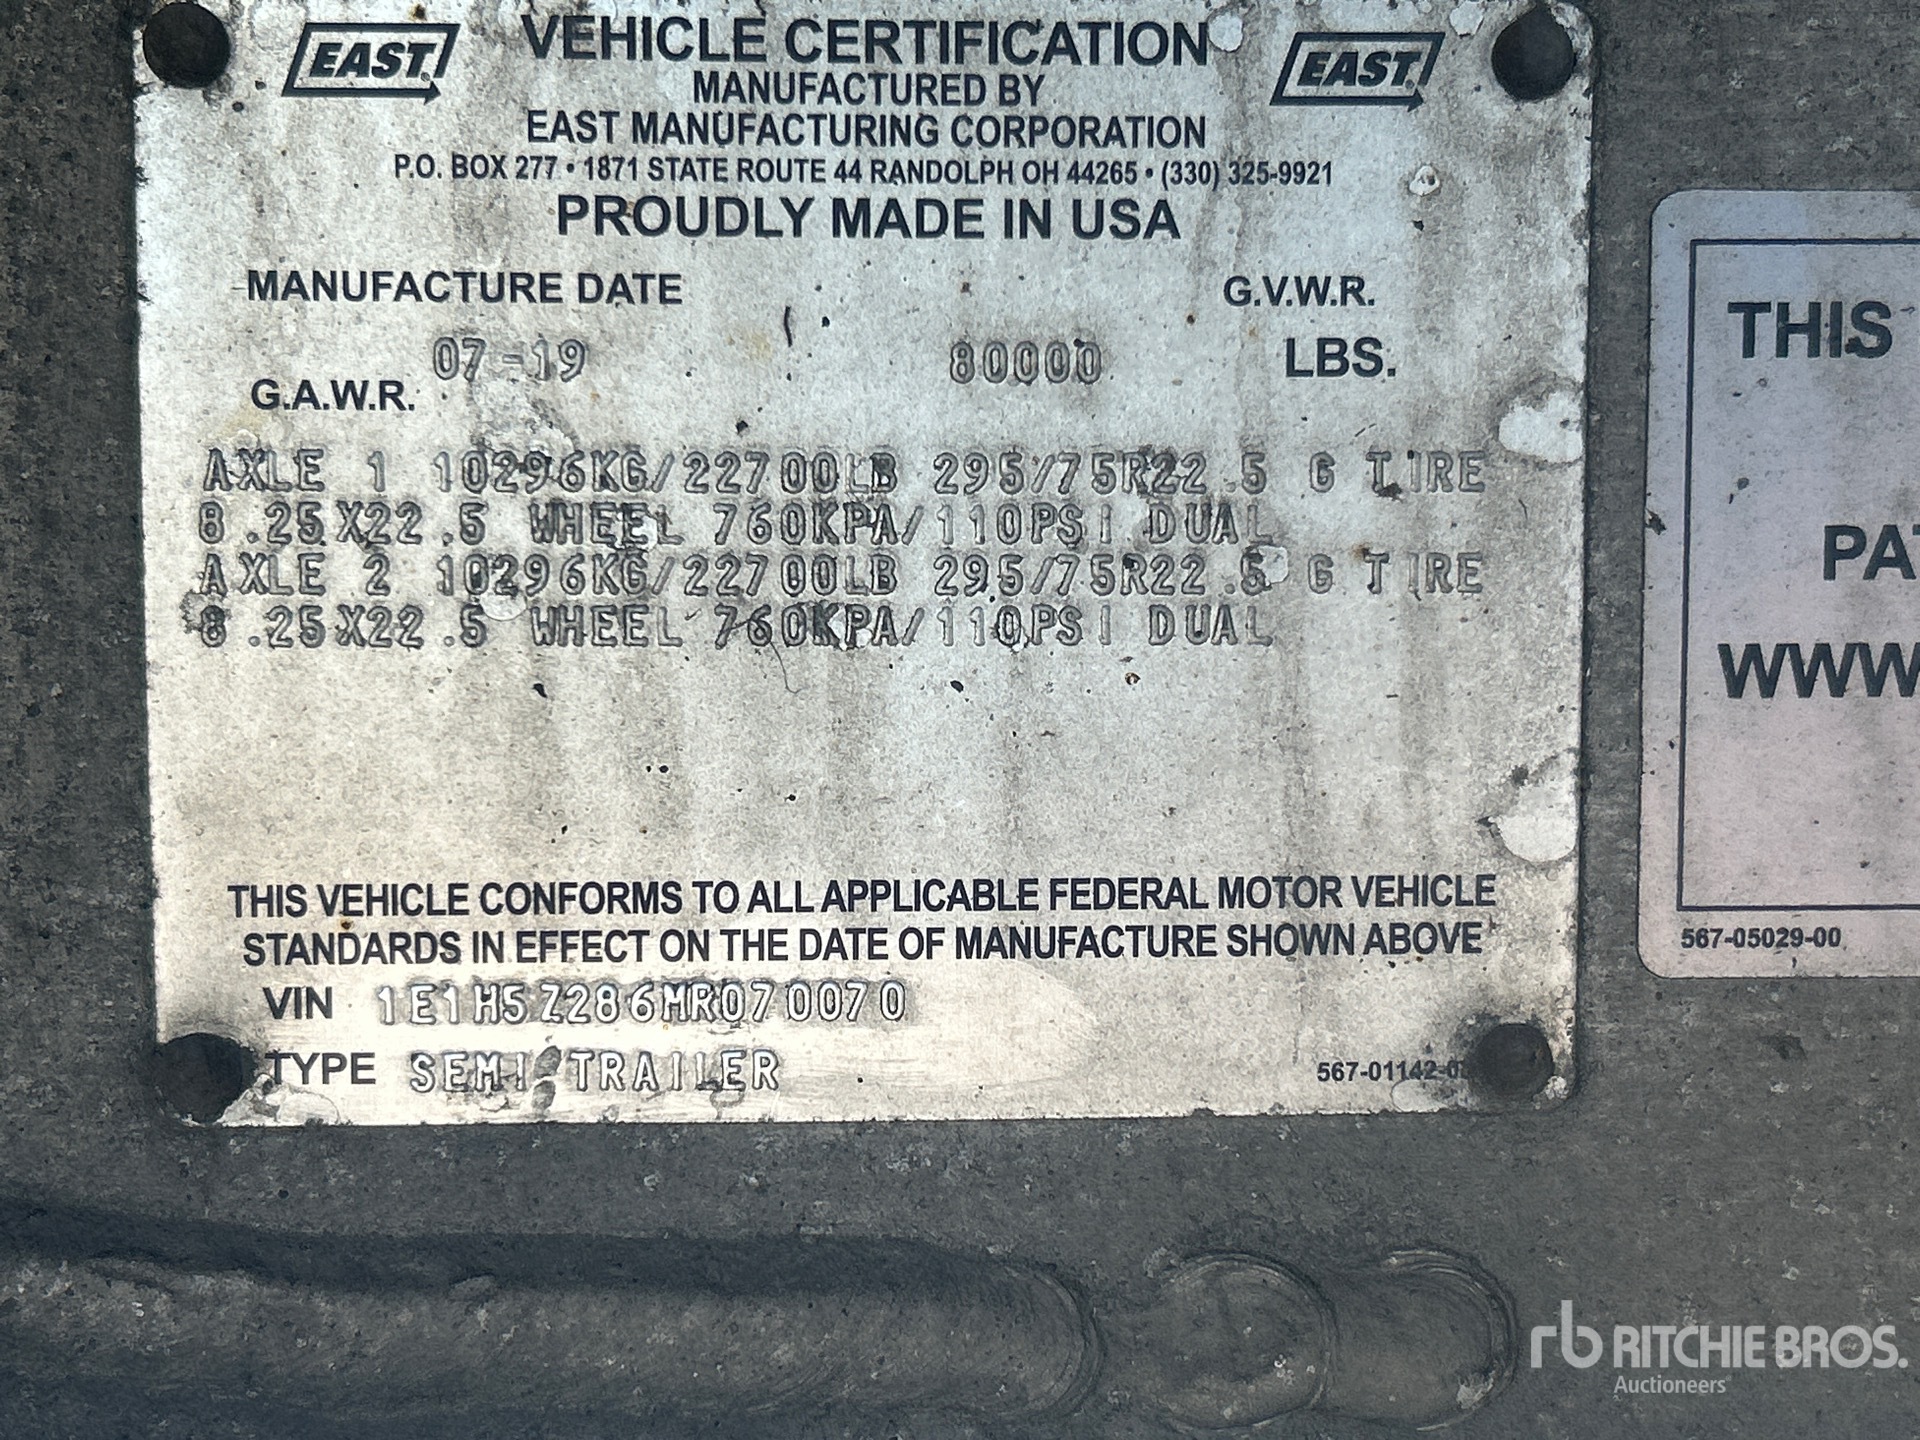 EAST VEHICLE CERTIFICATION EAST
MANUFACTURED BY
EAST MANUFACTURING CORPORATION
P.O. BOX 277 • 1871 STATE ROUTE 44 RANDOLPH OH 44265 • (330) 325-9921
PROUDLY MADE IN USA
MANUFACTURE DATE G.V.W.R.
07-19 80000 LBS.
G.A.W.R.
AXLE 1 10296KG/22700LB 295/75R22.5 G TIRE
8.25X22.5 WHEEL 760KPA/110PSI DUAL
AXLE 2 10296KG/22700LB 295/75R22.5 G TIRE
8.25X22.5 WHEEL 760KPA/110PSI DUAL
THIS VEHICLE CONFORMS TO ALL APPLICABLE FEDERAL MOTOR VEHICLE
STANDARDS IN EFFECT ON THE DATE OF MANUFACTURE SHOWN ABOVE
VIN 1E1H5Z286MR070070
TYPE SEMI TRAILER
THIS
WWW
567-05029-00
rb RITCHIE BROS.
Auctioneers